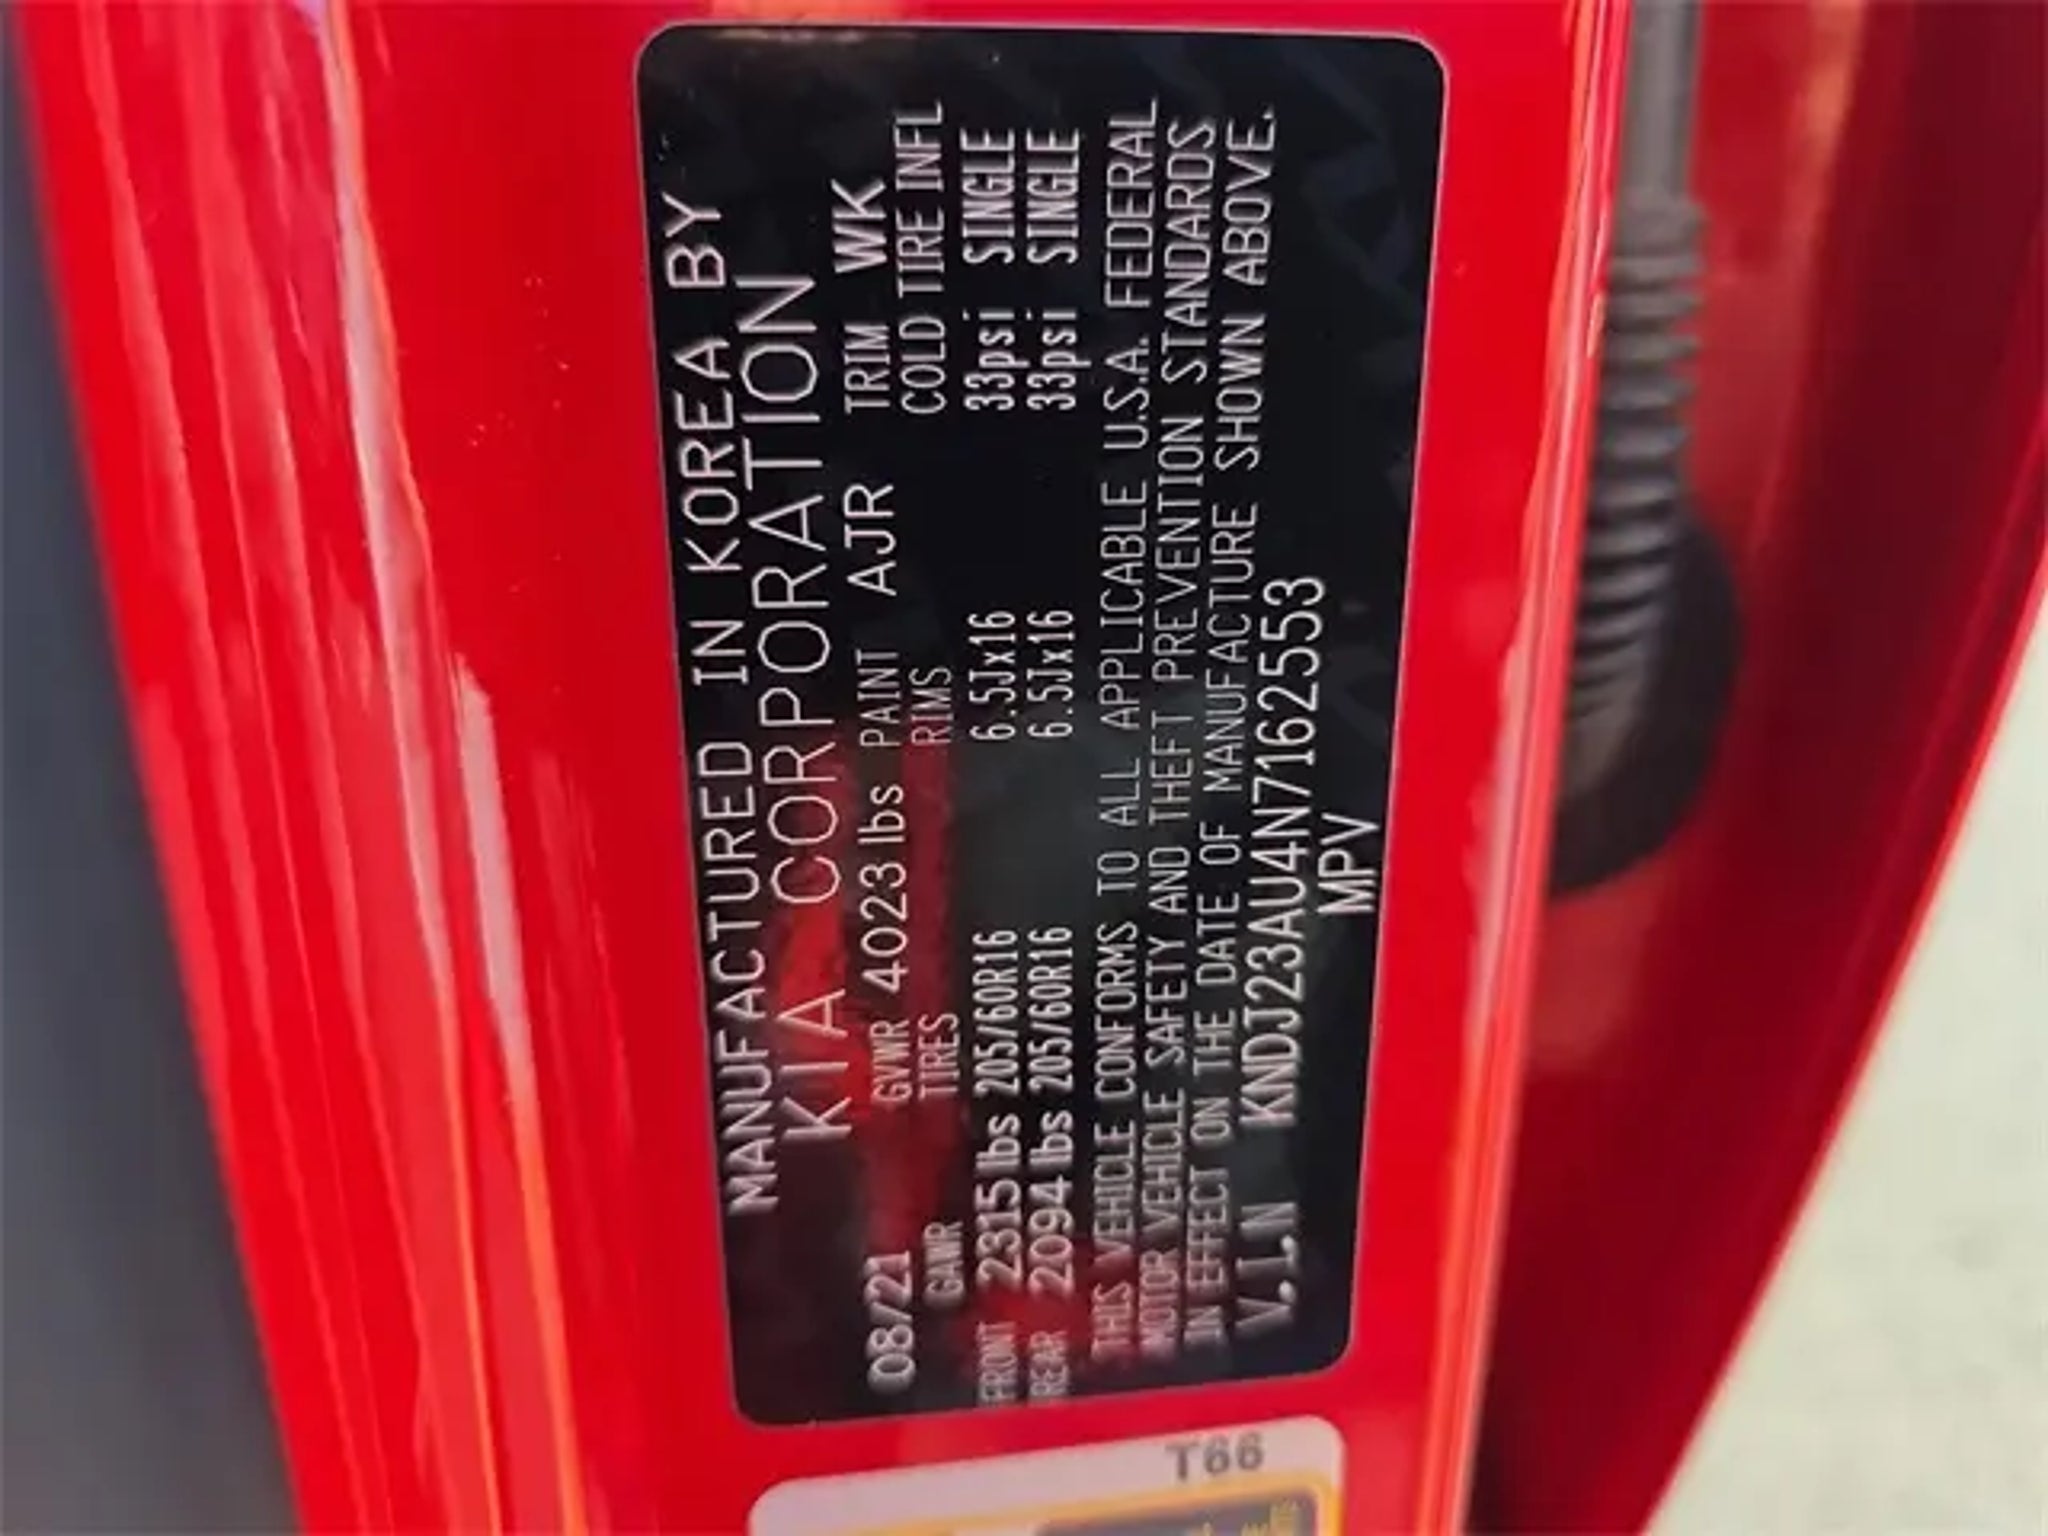 MANUFACTURED IN KOREA BY
KIA CORPORATION
08/21 GVWR 4023 lbs PAINT AJR TRIM WK
GAWR TIRES RIMS COLD TIRE INFL
FRONT 2315 lbs 205/60R16 6.5Jx16 33psi SINGLE
REAR 2094 lbs 205/60R16 6.5Jx16 33psi SINGLE
THIS VEHICLE CONFORMS TO ALL APPLICABLE U.S.A. FEDERAL
MOTOR VEHICLE SAFETY AND THEFT PREVENTION STANDARDS
IN EFFECT ON THE DATE OF MANUFACTURE SHOWN ABOVE.
V.I.N KNDJ23AU4N7162553
MPV
T66